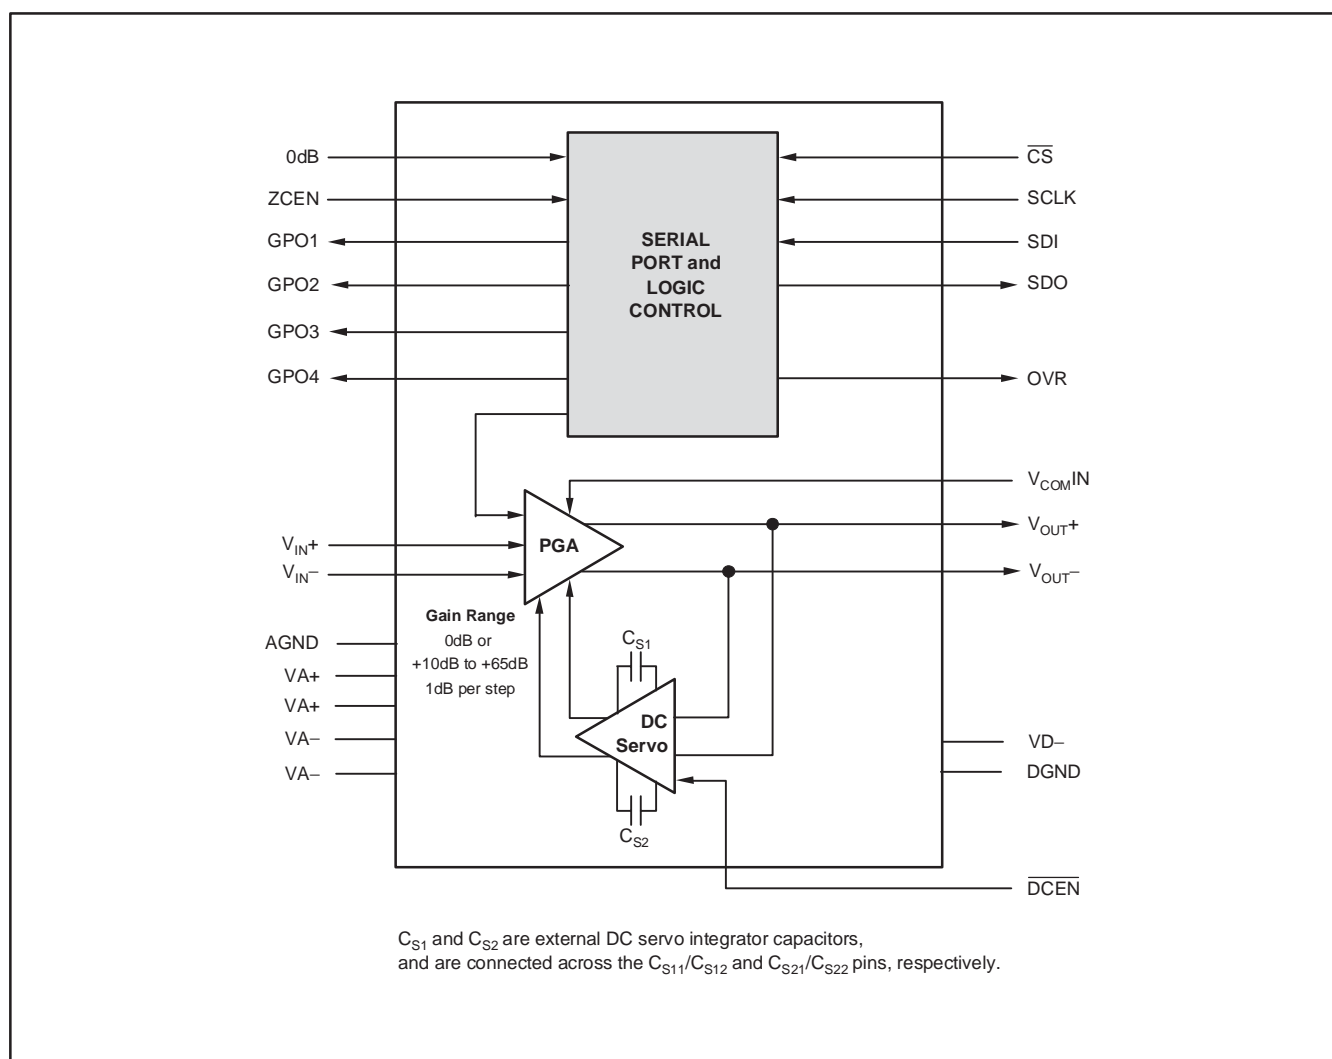 0dB
ZCEN
GPO1
GPO2
GPO3
GPO4
SERIAL
PORT and
LOGIC
CONTROL
CS
SCLK
SDI
SDO
OVR
VCOMIN
VOUT+
VOUT−
VIN+
VIN−
PGA
Gain Range
0dB or
+10dB to +65dB
1dB per step
AGND
VA+
VA+
VA−
VA−
CS1
DC
Servo
CS2
VD−
DGND
DCEN
CS1 and CS2 are external DC servo integrator capacitors,
and are connected across the CS11/CS12 and CS21/CS22 pins, respectively.